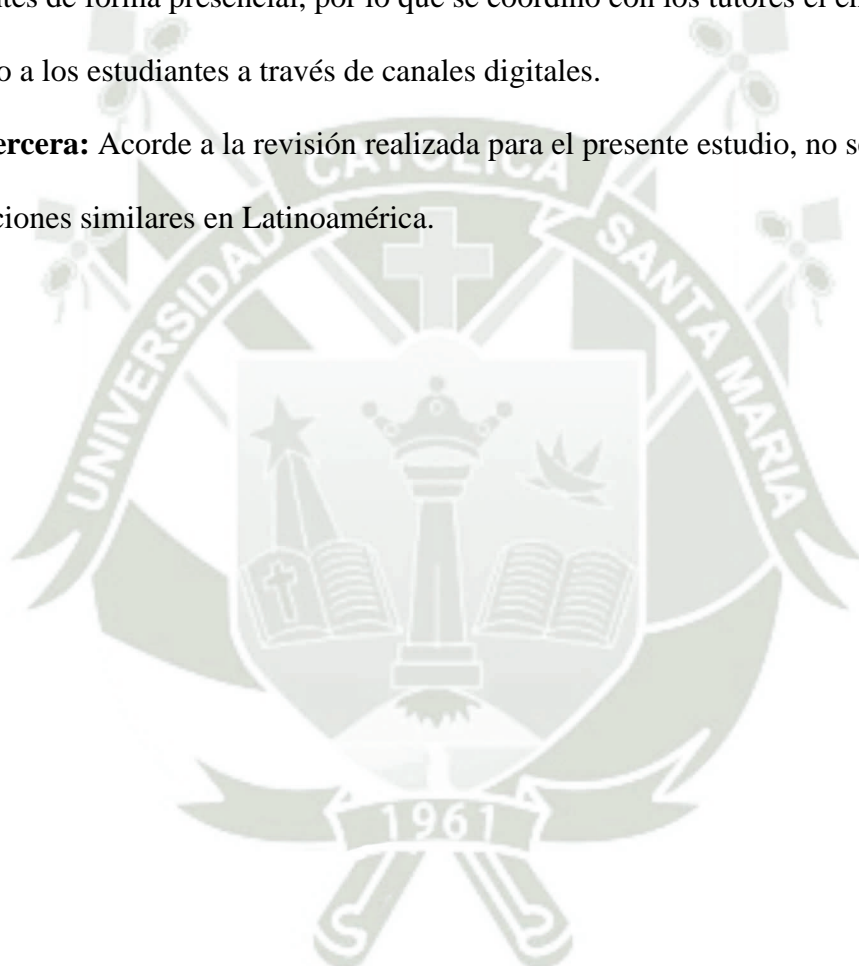 ntes de forma presencial, por lo que se coordinó con los tutores el en
o a los estudiantes a través de canales digitales.
ercera: Acorde a la revisión realizada para el presente estudio, no se
ciones similares en Latinoamérica.
UNIVERSIDAD CATOLICA SANTA MARIA
1961